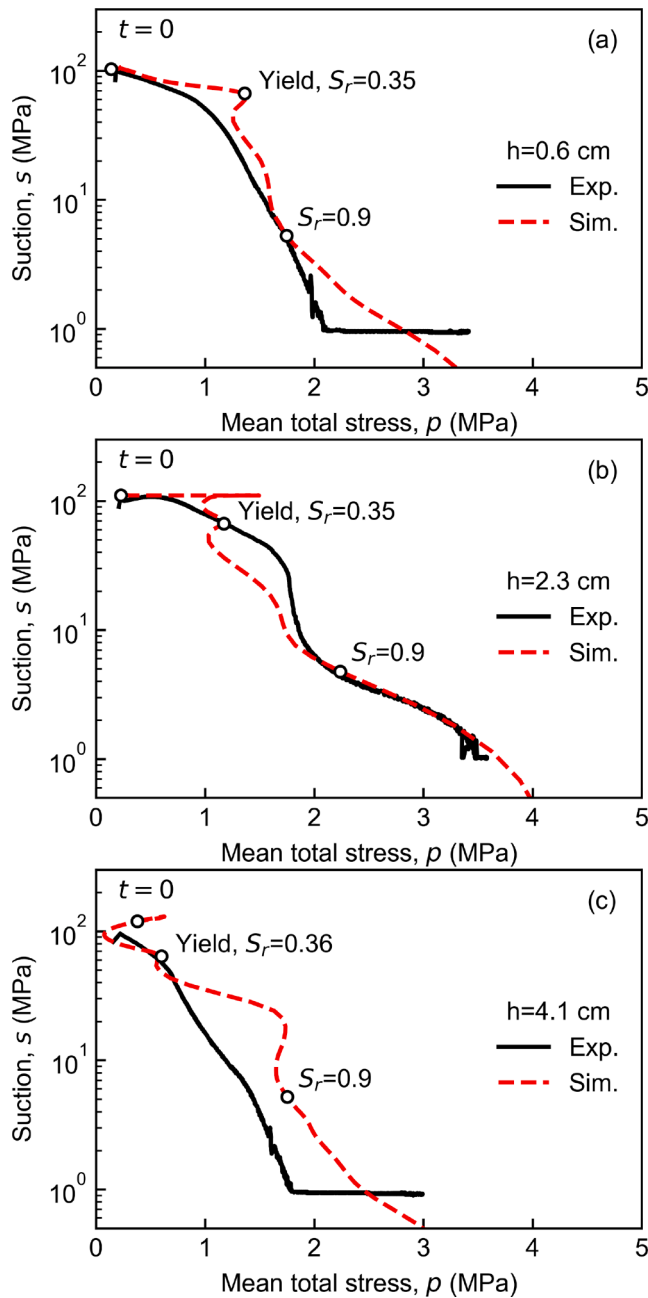 t = 0
(a)
10²
Yield, Sᵣ=0.35
h=0.6 cm
Exp.
Sim.
10¹
Sᵣ=0.9
10⁰
Suction, s (MPa)
0 1 2 3 4 5
Mean total stress, p (MPa)
t = 0
(b)
10²
Yield, Sᵣ=0.35
h=2.3 cm
Exp.
Sim.
10¹
Sᵣ=0.9
10⁰
Suction, s (MPa)
0 1 2 3 4 5
Mean total stress, p (MPa)
t = 0
(c)
10²
Yield, Sᵣ=0.36
h=4.1 cm
Exp.
Sim.
10¹
Sᵣ=0.9
10⁰
Suction, s (MPa)
0 1 2 3 4 5
Mean total stress, p (MPa)